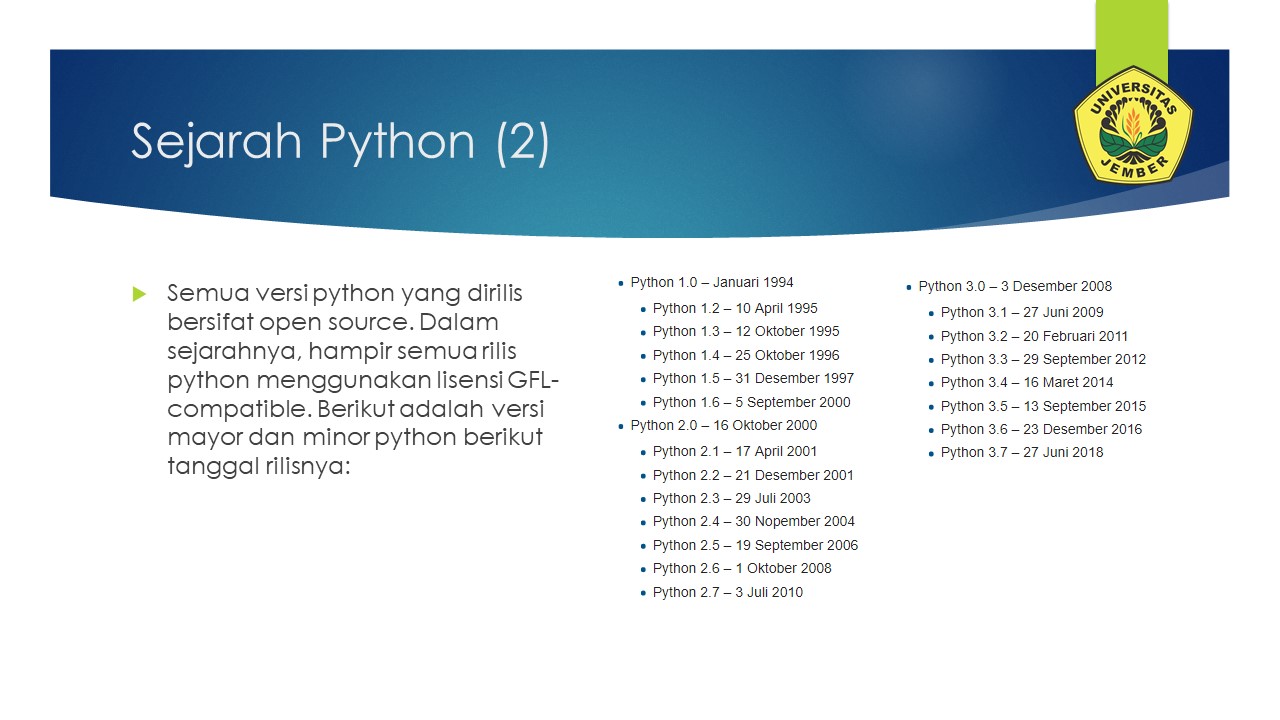 Sejarah Python (2)
UNIVERSITAS
JEMBER
Semua versi python yang dirilis
bersifat open source. Dalam
sejarahnya, hampir semua rilis
python menggunakan lisensi GFL-
compatible. Berikut adalah versi
mayor dan minor python berikut
tanggal rilisnya:
Python 1.0 – Januari 1994
Python 1.2 – 10 April 1995
Python 1.3 – 12 Oktober 1995
Python 1.4 – 25 Oktober 1996
Python 1.5 – 31 Desember 1997
Python 1.6 – 5 September 2000
Python 2.0 – 16 Oktober 2000
Python 2.1 – 17 April 2001
Python 2.2 – 21 Desember 2001
Python 2.3 – 29 Juli 2003
Python 2.4 – 30 Nopember 2004
Python 2.5 – 19 September 2006
Python 2.6 – 1 Oktober 2008
Python 2.7 – 3 Juli 2010
Python 3.0 – 3 Desember 2008
Python 3.1 – 27 Juni 2009
Python 3.2 – 20 Februari 2011
Python 3.3 – 29 September 2012
Python 3.4 – 16 Maret 2014
Python 3.5 – 13 September 2015
Python 3.6 – 23 Desember 2016
Python 3.7 – 27 Juni 2018